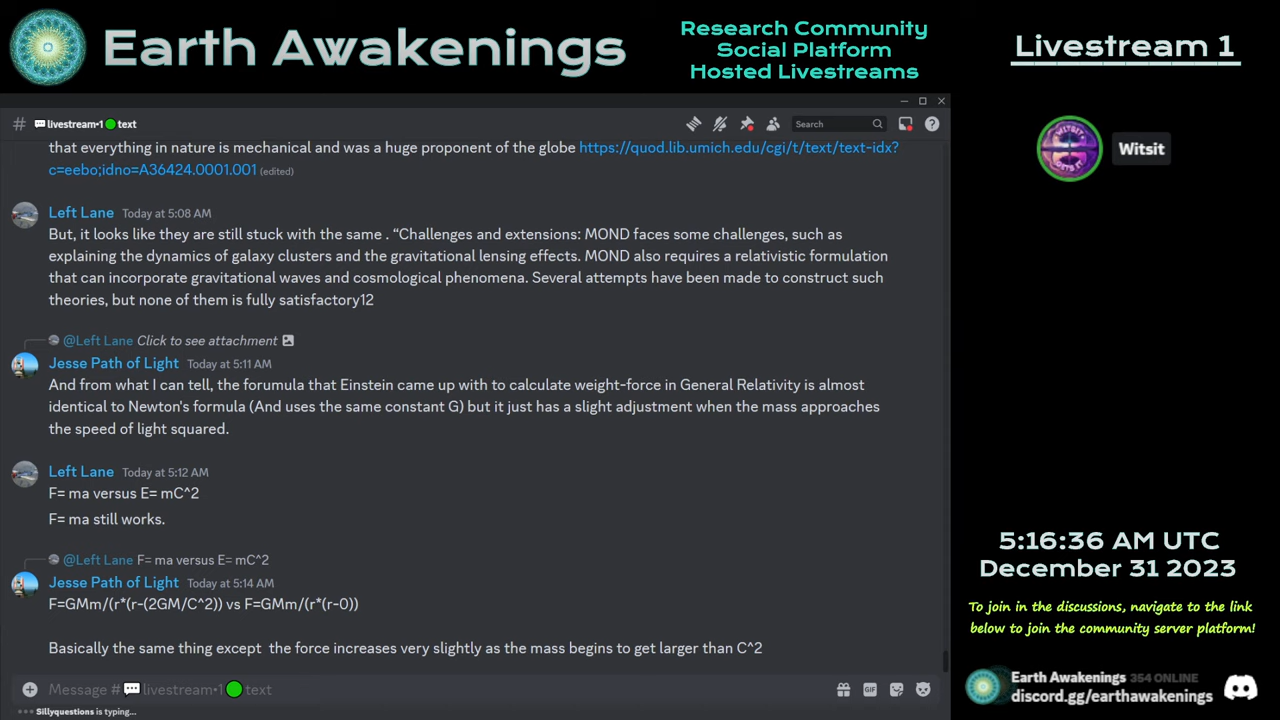 Earth Awakenings
Research Community
Social Platform
Hosted Livestreams
Livestream 1
# 💬livestream•1🟢text
Search
that everything in nature is mechanical and was a huge proponent of the globe https://quod.lib.umich.edu/cgi/t/text/text-idx?
c=eebo;idno=A36424.0001.001 (edited)
Left Lane Today at 5:08 AM
But, it looks like they are still stuck with the same . “Challenges and extensions: MOND faces some challenges, such as
explaining the dynamics of galaxy clusters and the gravitational lensing effects. MOND also requires a relativistic formulation
that can incorporate gravitational waves and cosmological phenomena. Several attempts have been made to construct such
theories, but none of them is fully satisfactory12
@Left Lane Click to see attachment
Jesse Path of Light Today at 5:11 AM
And from what I can tell, the forumula that Einstein came up with to calculate weight-force in General Relativity is almost
identical to Newton's formula (And uses the same constant G) but it just has a slight adjustment when the mass approaches
the speed of light squared.
Left Lane Today at 5:12 AM
F= ma versus E= mC^2
F= ma still works.
@Left Lane F= ma versus E= mC^2
Jesse Path of Light Today at 5:14 AM
F=GMm/(r*(r-(2GM/C^2)) vs F=GMm/(r*(r-0))
Basically the same thing except  the force increases very slightly as the mass begins to get larger than C^2
Message #💬livestream•1🟢text
GIF
Sillyquestions is typing...
WITSIT
GETS IT
Witsit
5:16:36 AM UTC
December 31 2023
To join in the discussions, navigate to the link
below to join the community server platform!
Earth Awakenings 354 ONLINE
discord.gg/earthawakenings